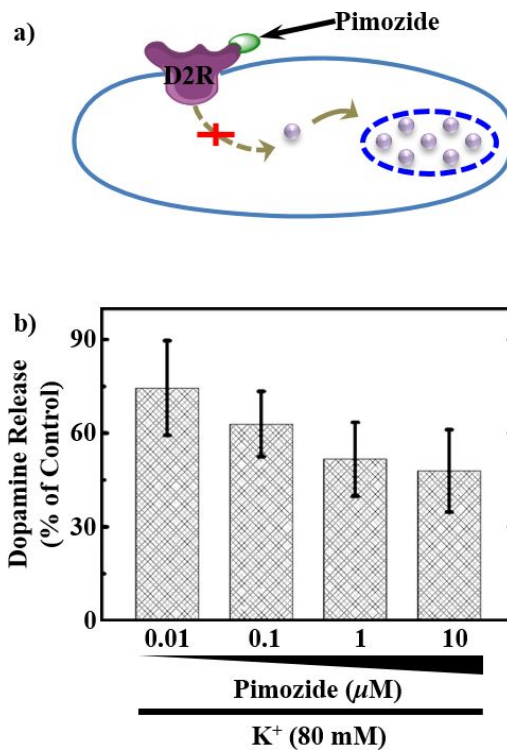 a)
Pimozide
D2R
b)
Dopamine Release
(% of Control)
90
60
30
0
0.01 0.1 1 10
Pimozide (μM)
K⁺ (80 mM)